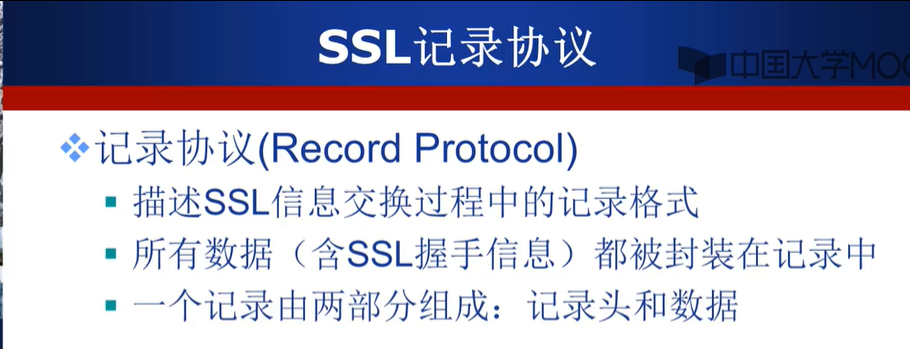 SSL记录协议
中国大学MOO
记录协议(Record Protocol)
描述SSL信息交换过程中的记录格式
所有数据（含SSL握手信息）都被封装在记录中
一个记录由两部分组成：记录头和数据